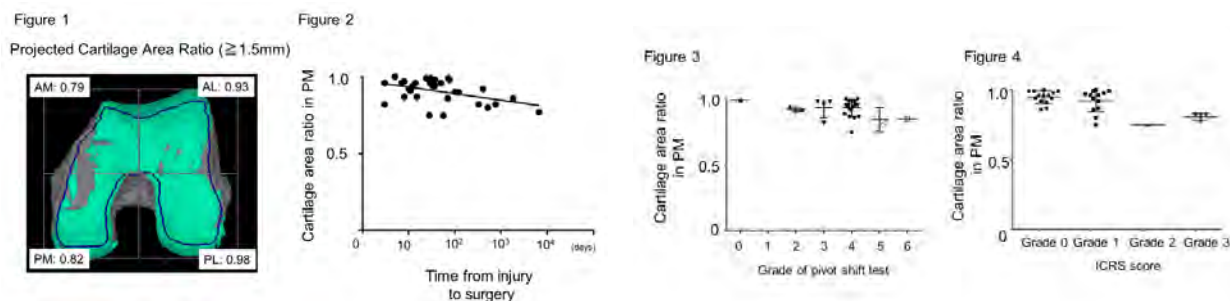 Figure 1
Projected Cartilage Area Ratio (≧1.5mm)
AM: 0.79
AL: 0.93
PM: 0.82
PL: 0.98
Figure 2
Cartilage area ratio in PM
1.0
0.5
10 10² 10³ 10⁴ (days)
Time from injury
to surgery
Figure 3
Cartilage area ratio
in PM
1.0
0.5
0
0 1 2 3 4 5 6
Grade of pivot shift test
Figure 4
Cartilage area ratio
in PM
1.0
0.5
0
Grade 0 Grade 1 Grade 2 Grade 3
ICRS score